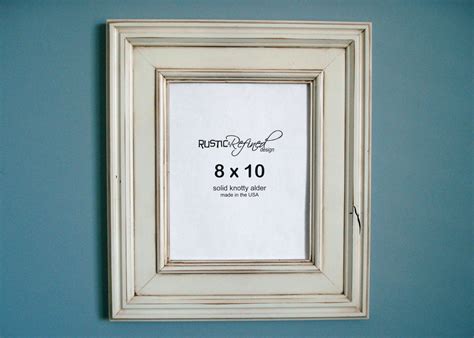 RUSTIC Refined
design
8 x 10
solid knotty alder
made in the USA